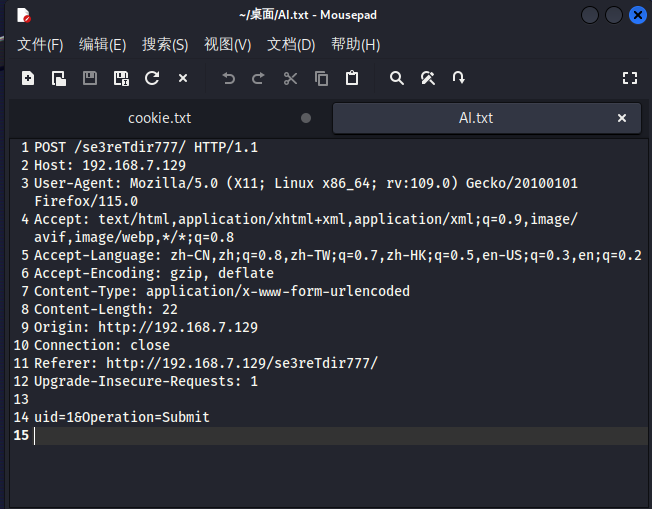 ~/桌面/AI.txt - Mousepad
文件(F) 编辑(E) 搜索(S) 视图(V) 文档(D) 帮助(H)
cookie.txt AI.txt
1 POST /se3reTdir777/ HTTP/1.1
2 Host: 192.168.7.129
3 User-Agent: Mozilla/5.0 (X11; Linux x86_64; rv:109.0) Gecko/20100101
Firefox/115.0
4 Accept: text/html,application/xhtml+xml,application/xml;q=0.9,image/
avif,image/webp,*/*;q=0.8
5 Accept-Language: zh-CN,zh;q=0.8,zh-TW;q=0.7,zh-HK;q=0.5,en-US;q=0.3,en;q=0.2
6 Accept-Encoding: gzip, deflate
7 Content-Type: application/x-www-form-urlencoded
8 Content-Length: 22
9 Origin: http://192.168.7.129
10 Connection: close
11 Referer: http://192.168.7.129/se3reTdir777/
12 Upgrade-Insecure-Requests: 1
13
14 uid=1&Operation=Submit
15